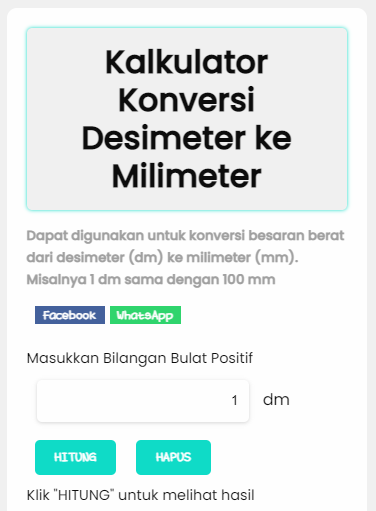 Kalkulator
Konversi
Desimeter ke
Milimeter
Dapat digunakan untuk konversi besaran berat
dari desimeter (dm) ke milimeter (mm).
Misalnya 1 dm sama dengan 100 mm
Facebook WhatsApp
Masukkan Bilangan Bulat Positif
1 dm
HITUNG HAPUS
Klik "HITUNG" untuk melihat hasil